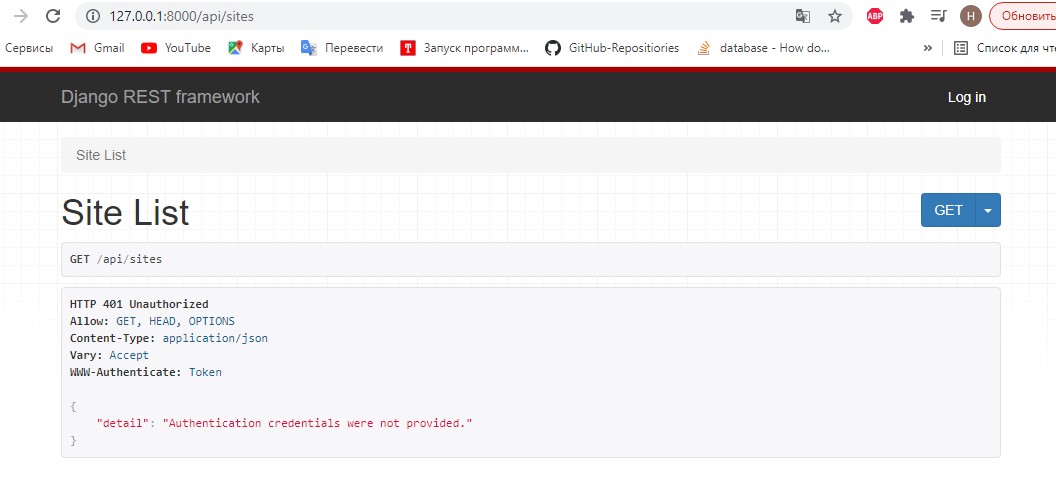 127.0.0.1:8000/api/sites
ABP
H
Обновить
Сервисы Gmail YouTube Карты Перевести T Запуск программ... GitHub-Repositiories database - How do... » Список для чте
Django REST framework Log in
Site List
Site List GET
GET /api/sites
HTTP 401 Unauthorized
Allow: GET, HEAD, OPTIONS
Content-Type: application/json
Vary: Accept
WWW-Authenticate: Token
{
"detail": "Authentication credentials were not provided."
}